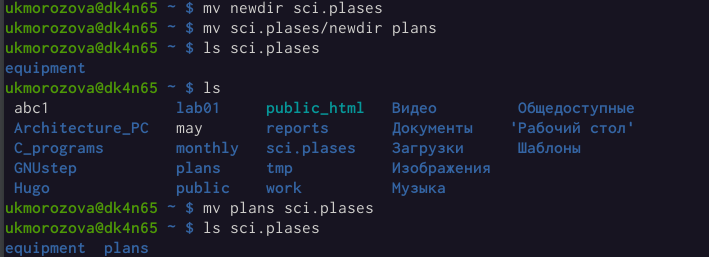 ukmorozova@dk4n65 ~ $ mv newdir sci.plases
ukmorozova@dk4n65 ~ $ mv sci.plases/newdir plans
ukmorozova@dk4n65 ~ $ ls sci.plases
equipment
ukmorozova@dk4n65 ~ $ ls
abc1 lab01 public_html Видео Общедоступные
Architecture_PC may reports Документы 'Рабочий стол'
C_programs monthly sci.plases Загрузки Шаблоны
GNUstep plans tmp Изображения
Hugo public work Музыка
ukmorozova@dk4n65 ~ $ mv plans sci.plases
ukmorozova@dk4n65 ~ $ ls sci.plases
equipment plans